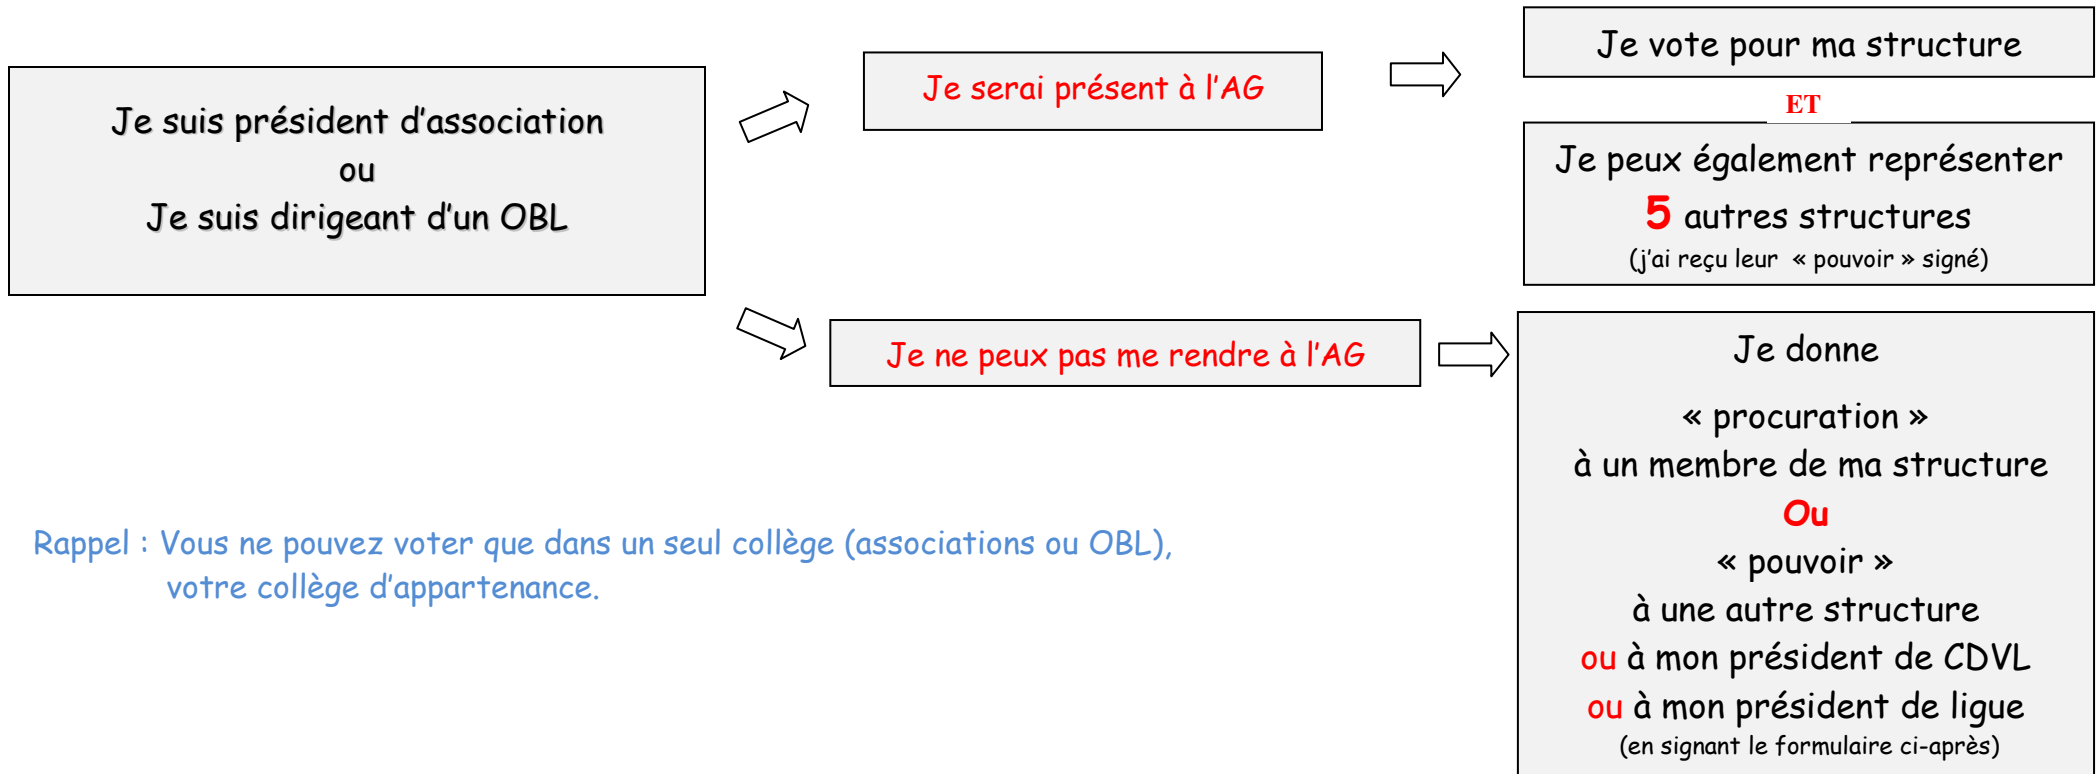 Je suis président d'association
ou
Je suis dirigeant d'un OBL
Je serai présent à l'AG
Je vote pour ma structure
ET
Je peux également représenter
5 autres structures
(j'ai reçu leur « pouvoir » signé)
Je ne peux pas me rendre à l'AG
Je donne
« procuration »
à un membre de ma structure
Ou
« pouvoir »
à une autre structure
ou à mon président de CDVL
ou à mon président de ligue
(en signant le formulaire ci-après)
Rappel : Vous ne pouvez voter que dans un seul collège (associations ou OBL),
votre collège d'appartenance.